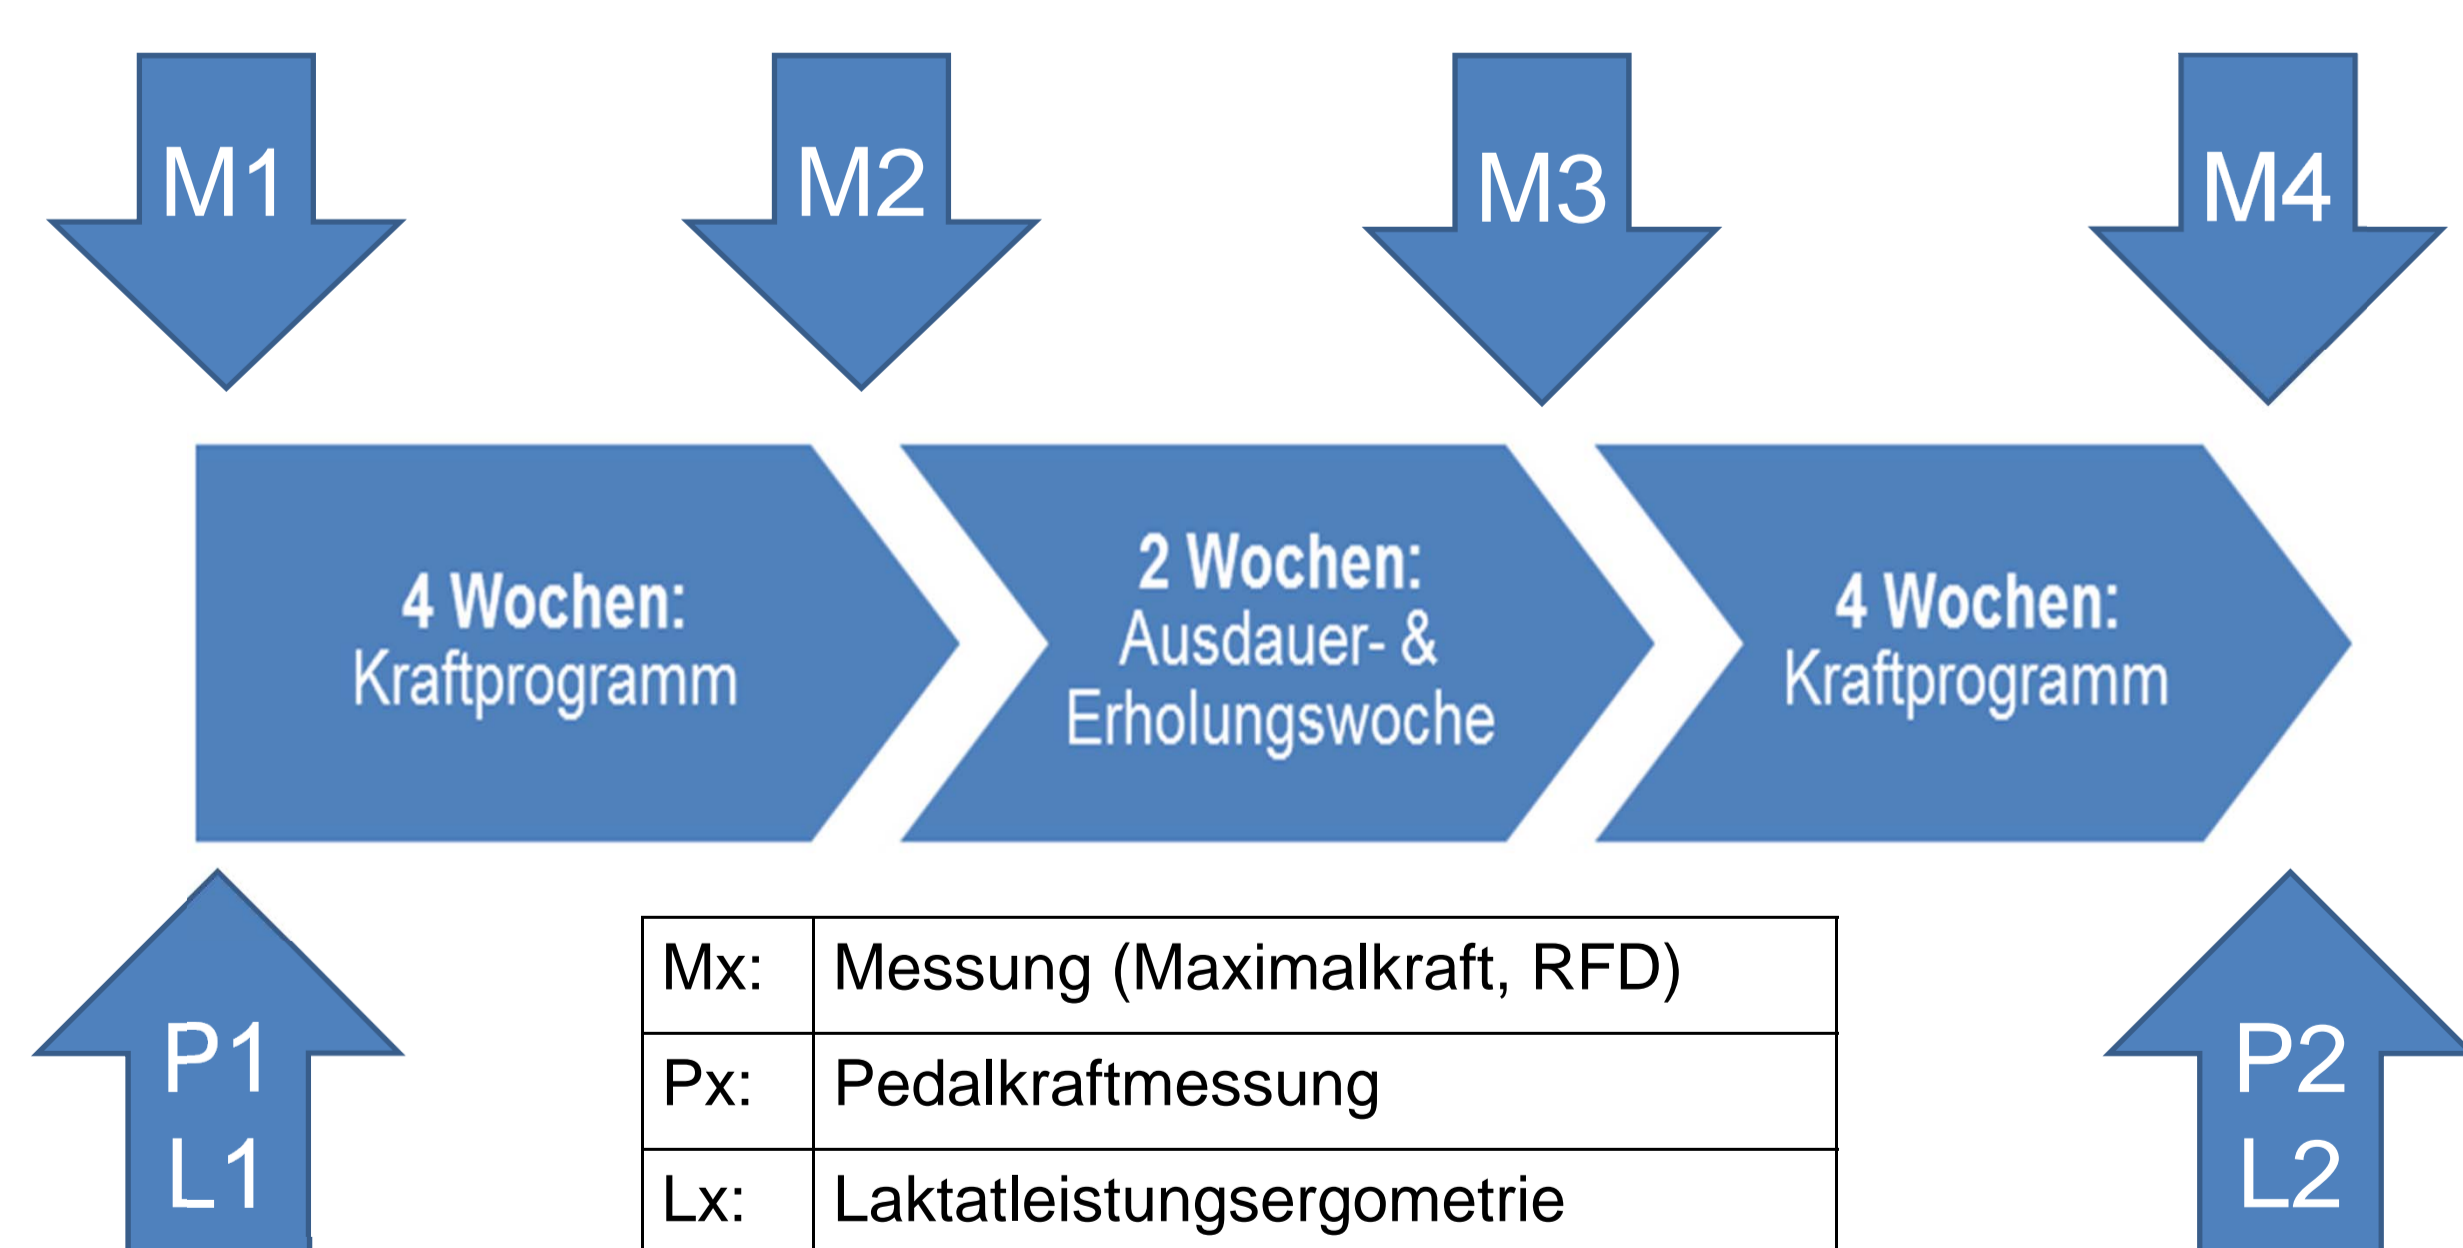 M1
M2
M3
M4
4 Wochen:
Kraftprogramm
2 Wochen:
Ausdauer- &
Erholungswoche
4 Wochen:
Kraftprogramm
P1
L1
Mx: Messung (Maximalkraft, RFD)
Px: Pedalkraftmessung
Lx: Laktatleistungsergometrie
P2
L2